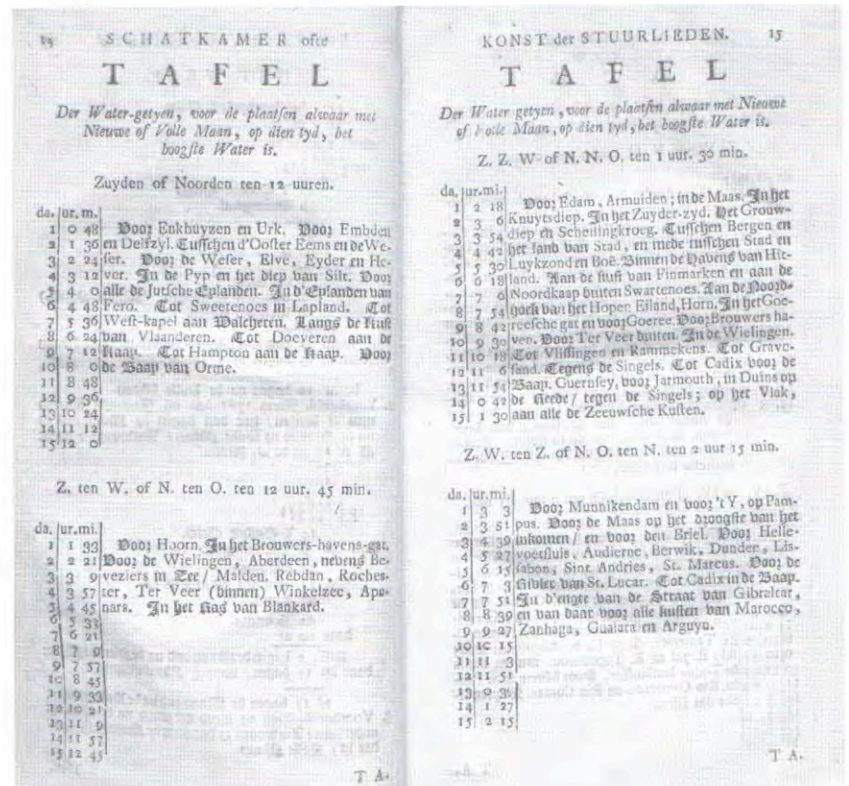 15 SCHATKAMER ofte
TAFEL
Der Water-getyen, voor de plaatsen alwaar met
Nieuwe of Volle Maan, op dien tyd, het
hoogste Water is.
Zuyden of Noorden ten 12 uuren.
da. ur. m.
1 0 48 Voor Enkhuyzen en Urk. Voor Embden
2 1 36 en Delfzyl. Tusschen d'Ooster Eems en de We-
3 2 24 ser. Voor de Weser, Elve, Eyder en He-
4 3 12 ver. In de Pyp en het diep van Silt. Voor
5 4 0 alle de Jutsche Eplanden. In d'Eplanden van
6 4 48 Fero. Tot Sweetenoes in Lapland. Tot
7 5 36 West-kapel aan Walcheren. Langs de Kust
8 6 24 van Vlaanderen. Tot Doeveren aan de
9 7 12 Kaap. Tot Hampton aan de Kaap. Voor
10 8 0 de Baap van Orme.
11 8 48
12 9 36
13 10 24
14 11 12
15 12 0
Z. ten W. of N. ten O. ten 12 uur. 45 min.
da. ur. mi.
1 1 33 Voor Hoorn. In het Brouwers-havens-gat.
2 2 21 Voor de Wielingen, Aberdeen, nevens Be-
3 3 9 veziers in Zee/ Malden. Rebdan, Roches-
4 3 57 ter, Ter Veer (binnen) Winkelzee, Ape-
5 4 45 nars. In het Ras van Blankard.
6 5 33
7 6 21
8 7 9
9 7 57
10 8 45
11 9 33
12 10 21
13 11 9
14 11 57
15 12 45
T A.
KONST der STUURLIEDEN. 15
TAFEL
Der Water getyen, voor de plaatsen alwaar met Nieuwe
of Volle Maan, op dien tyd, het hoogste Water is.
Z. Z. W of N. N. O. ten 1 uur. 30 min.
da. ur. mi.
1 2 18 Voor Edam, Armuiden; in de Maas. In het
2 3 6 Knuytsdiep. In het Zuyder-zyd. Het Grouw-
3 3 54 diep en Schellingkroeg. Tusschen Bergen en
4 4 42 het land van Stad, en mede tusschen Stad en
5 5 30 Luykzond en Boë. Binnen de Havens van Hit-
6 6 18 land. Aan de kust van Finmarken en aan de
7 7 6 Noordkaap buiten Swartenoes. Aan de Noord-
8 7 54 hoek van het Hopen Eiland, Horn. In het Goe-
9 8 42 reesche gat en voor Goeree. Voor Brouwers ha-
10 9 30 ven. Voor Ter Veer buiten. In de Wielingen.
11 10 18 Tot Vlissingen en Rammekens. Tot Grave-
12 11 6 sand. Tegens de Singels. Tot Cadix voor de
13 11 54 Baap. Guernsey, voor Jarmouth, in Duins op
14 0 42 de Reede/ tegen de Singels; op het Vlak,
15 1 30 aan alle de Zeeuwsche Kusten.
Z. W. ten Z. of N. O. ten N. ten 2 uur 15 min.
da. ur. mi.
1 3 3 Voor Munnikendam en voor 't Y, op Pam-
2 3 51 pus. Voor de Maas op het droogste van het
3 4 39 inkomen/ en voor den Briel. Voor Helle-
4 5 27 voetsluis, Audierne, Berwik, Dunder, Lis-
5 6 15 sabon, Sint Andries, St. Marcus. Voor de
6 7 3 Rivier van St. Lucar. Tot Cadix in de Baap.
7 7 51 In d'engte van de Straat van Gibraltar,
8 8 39 en van daar voor alle kusten van Marocco,
9 9 27 Zanhaga, Gualata en Arguyn.
10 10 15
11 11 3
12 11 51
13 0 39
14 1 27
15 2 15
T A.